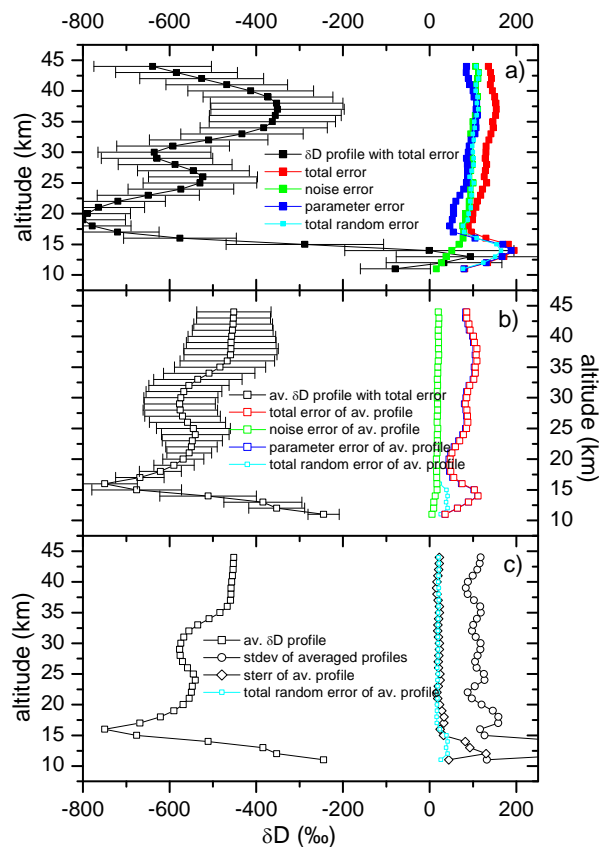 -800 -600 -400 -200 0 200
45
40
35
30
25
20
15
10
altitude (km)
a)
δD profile with total error
total error
noise error
parameter error
total random error
45
40
35
30
25
20
15
10
altitude (km)
b)
av. δD profile with total error
total error of av. profile
noise error of av. profile
parameter error of av. profile
total random error of av. profile
45
40
35
30
25
20
15
10
altitude (km)
c)
av. δD profile
stdev of averaged profiles
sterr of av. profile
total random error of av. profile
-800 -600 -400 -200 0 200
δD (‰)